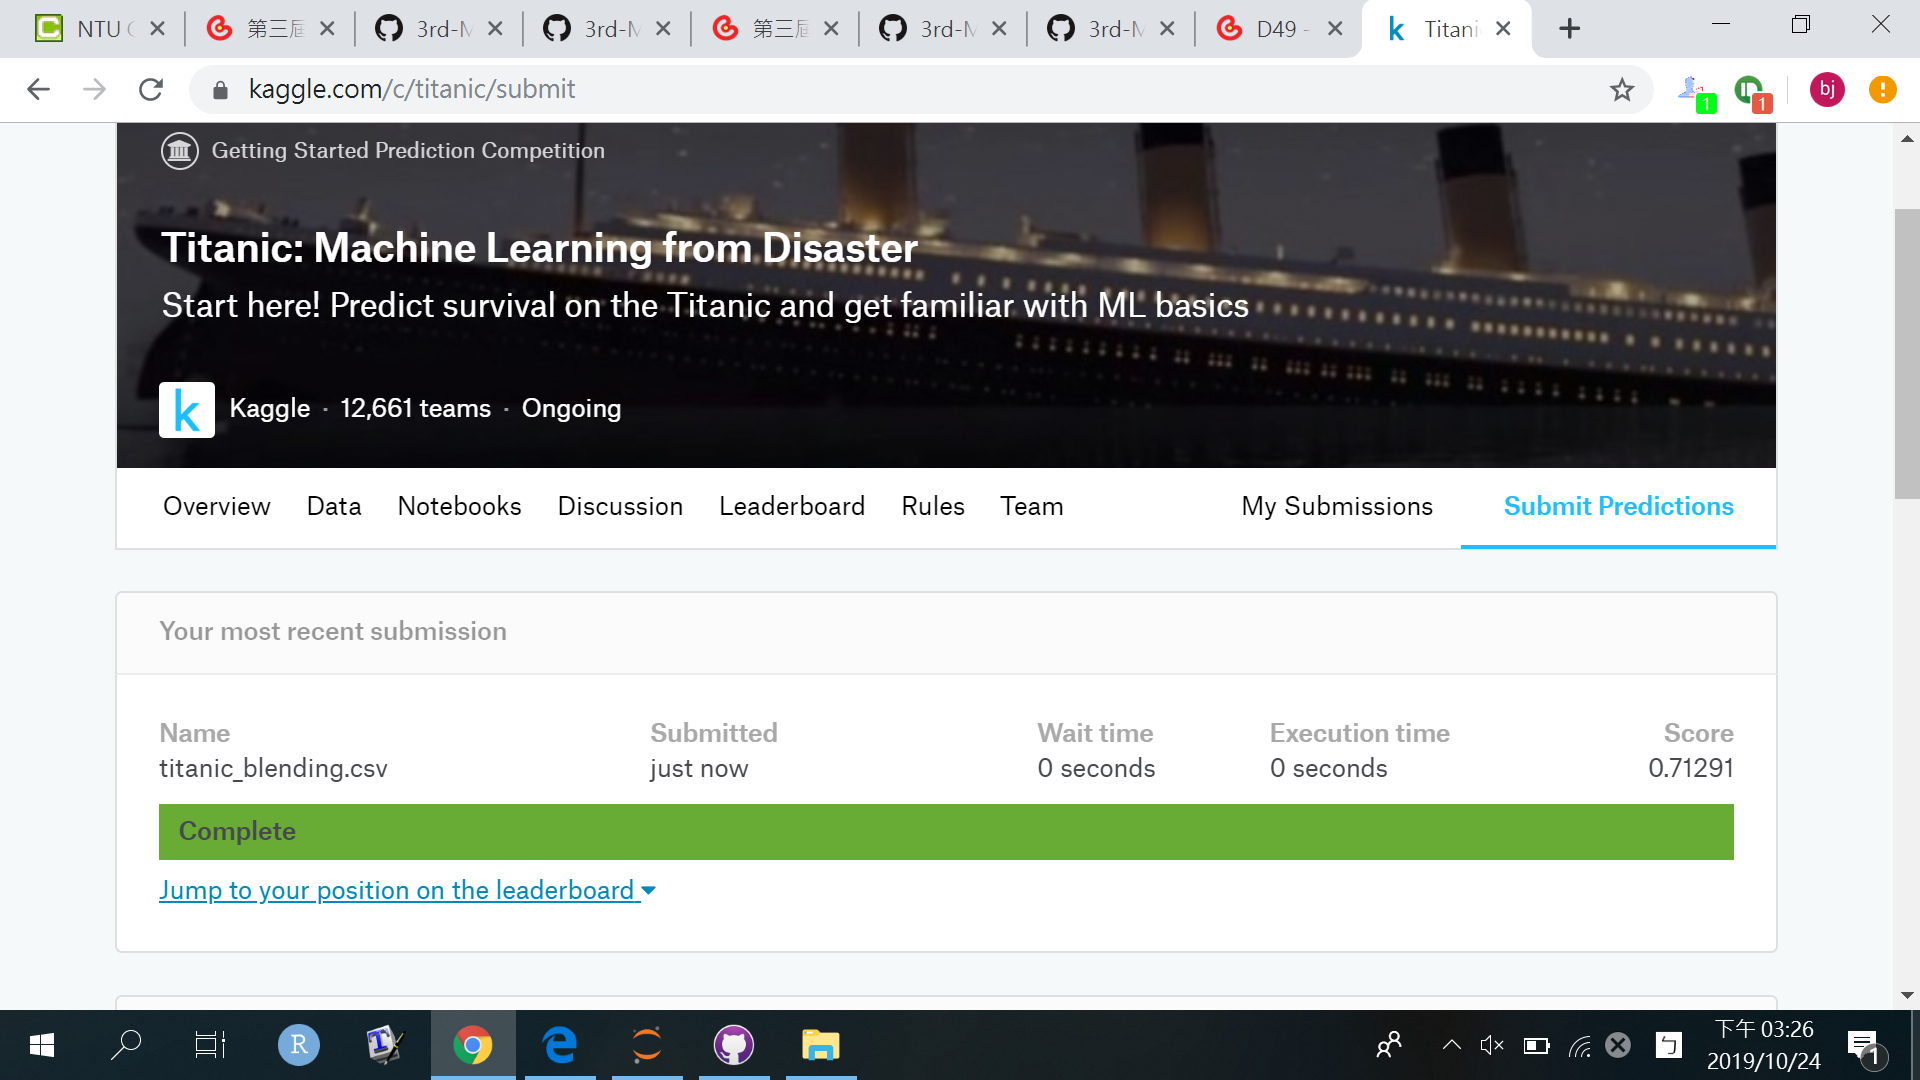 NTU
第三屆
3rd-M
3rd-M
第三屆
3rd-M
3rd-M
D49 -
Titani
kaggle.com/c/titanic/submit
1
1
bj
Getting Started Prediction Competition
Titanic: Machine Learning from Disaster
Start here! Predict survival on the Titanic and get familiar with ML basics
k
Kaggle · 12,661 teams · Ongoing
Overview Data Notebooks Discussion Leaderboard Rules Team My Submissions Submit Predictions
Your most recent submission
Name Submitted Wait time Execution time Score
titanic_blending.csv just now 0 seconds 0 seconds 0.71291
Complete
Jump to your position on the leaderboard
R
ㄅ
下午 03:26
2019/10/24
1